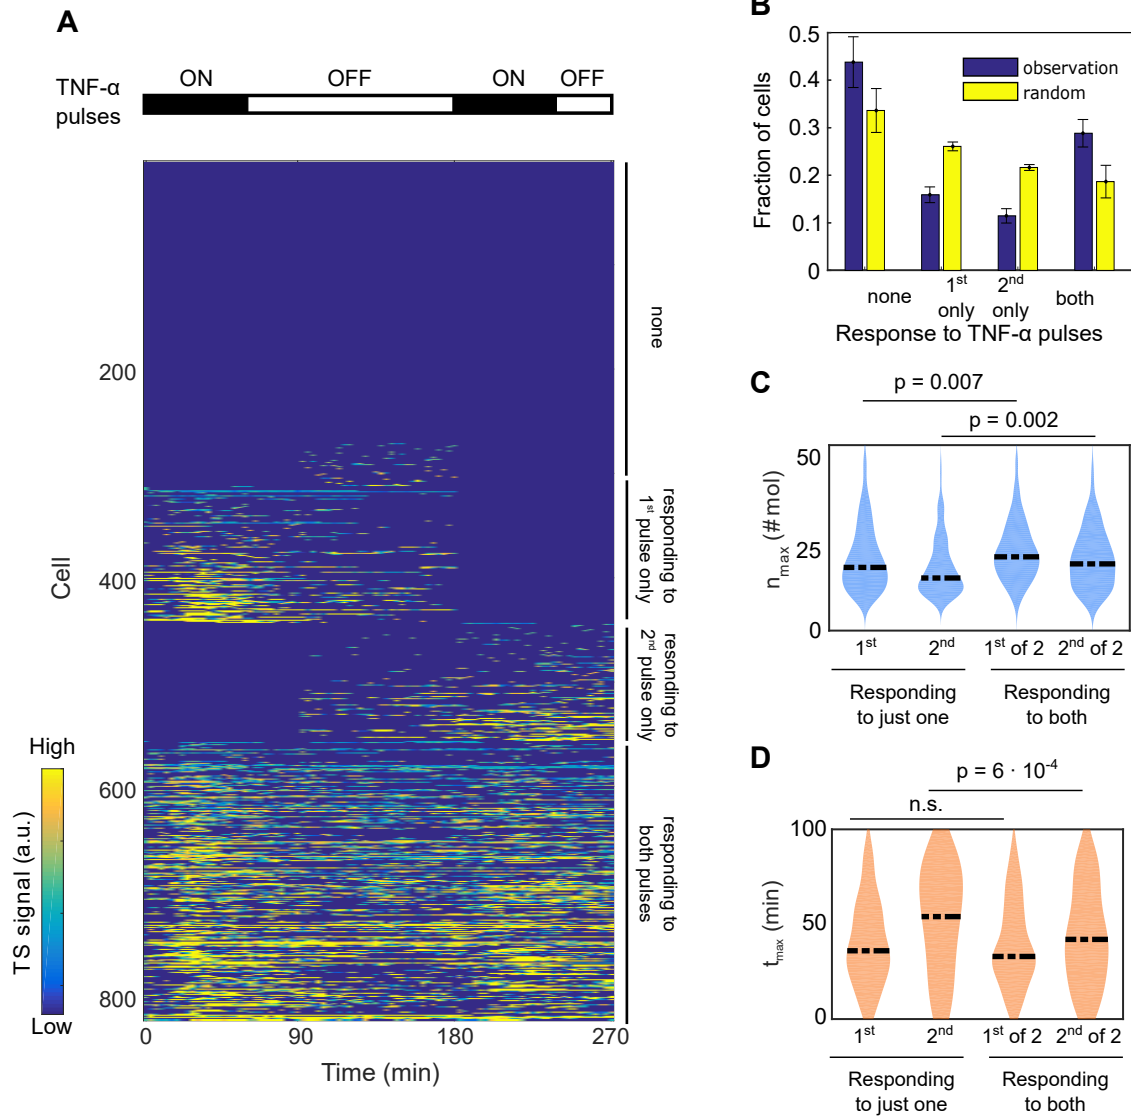 A
TNF-α
pulses
ON
OFF
ON
OFF
200
400
600
800
Cell
none
responding to
1st pulse only
resonding to
2nd pulse only
responding to
both pulses
High
TS signal (a.u.)
Low
0
90
180
270
Time (min)
B
0.5
0.4
0.3
0.2
0.1
0
Fraction of cells
observation
random
none
1st
only
2nd
only
both
Response to TNF-α pulses
C
p = 0.007
p = 0.002
50
25
0
nmax (# mol)
1st
2nd
1st of 2
2nd of 2
Responding
to just one
Responding
to both
D
p = 6 · 10-4
n.s.
100
50
0
tmax (min)
1st
2nd
1st of 2
2nd of 2
Responding
to just one
Responding
to both